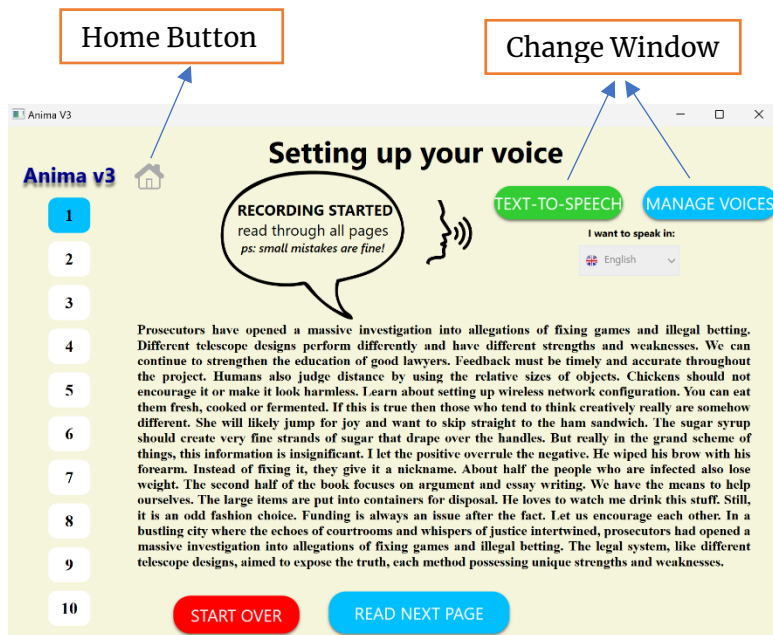 Home Button
Change Window
Anima V3
Setting up your voice
Anima v3
TEXT-TO-SPEECH
MANAGE VOICES
RECORDING STARTED
read through all pages
ps: small mistakes are fine!
I want to speak in:
English
1
2
3
4
5
6
7
8
9
10
Prosecutors have opened a massive investigation into allegations of fixing games and illegal betting.
Different telescope designs perform differently and have different strengths and weaknesses. We can
continue to strengthen the education of good lawyers. Feedback must be timely and accurate throughout
the project. Humans also judge distance by using the relative sizes of objects. Chickens should not
encourage it or make it look harmless. Learn about setting up wireless network configuration. You can eat
them fresh, cooked or fermented. If this is true then those who tend to think creatively really are somehow
different. She will likely jump for joy and want to skip straight to the ham sandwich. The sugar syrup
should create very fine strands of sugar that drape over the handles. But really in the grand scheme of
things, this information is insignificant. I let the positive overrule the negative. He wiped his brow with his
forearm. Instead of fixing it, they give it a nickname. About half the people who are infected also lose
weight. The second half of the book focuses on argument and essay writing. We have the means to help
ourselves. The large items are put into containers for disposal. He loves to watch me drink this stuff. Still,
it is an odd fashion choice. Funding is always an issue after the fact. Let us encourage each other. In a
bustling city where the echoes of courtrooms and whispers of justice intertwined, prosecutors had opened a
massive investigation into allegations of fixing games and illegal betting. The legal system, like different
telescope designs, aimed to expose the truth, each method possessing unique strengths and weaknesses.
START OVER
READ NEXT PAGE